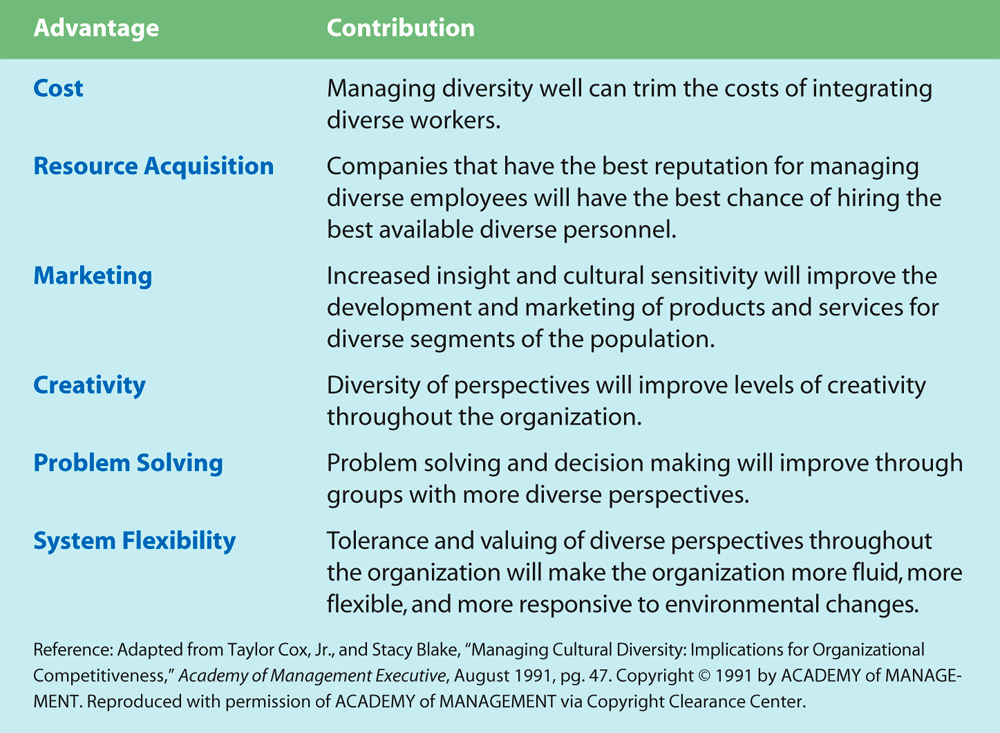 Advantage Contribution
Cost Managing diversity well can trim the costs of integrating
diverse workers.
Resource Acquisition Companies that have the best reputation for managing
diverse employees will have the best chance of hiring the
best available diverse personnel.
Marketing Increased insight and cultural sensitivity will improve the
development and marketing of products and services for
diverse segments of the population.
Creativity Diversity of perspectives will improve levels of creativity
throughout the organization.
Problem Solving Problem solving and decision making will improve through
groups with more diverse perspectives.
System Flexibility Tolerance and valuing of diverse perspectives throughout
the organization will make the organization more fluid, more
flexible, and more responsive to environmental changes.
Reference: Adapted from Taylor Cox, Jr., and Stacy Blake, “Managing Cultural Diversity: Implications for Organizational
Competitiveness,” Academy of Management Executive, August 1991, pg. 47. Copyright © 1991 by ACADEMY of MANAGE-
MENT. Reproduced with permission of ACADEMY of MANAGEMENT via Copyright Clearance Center.